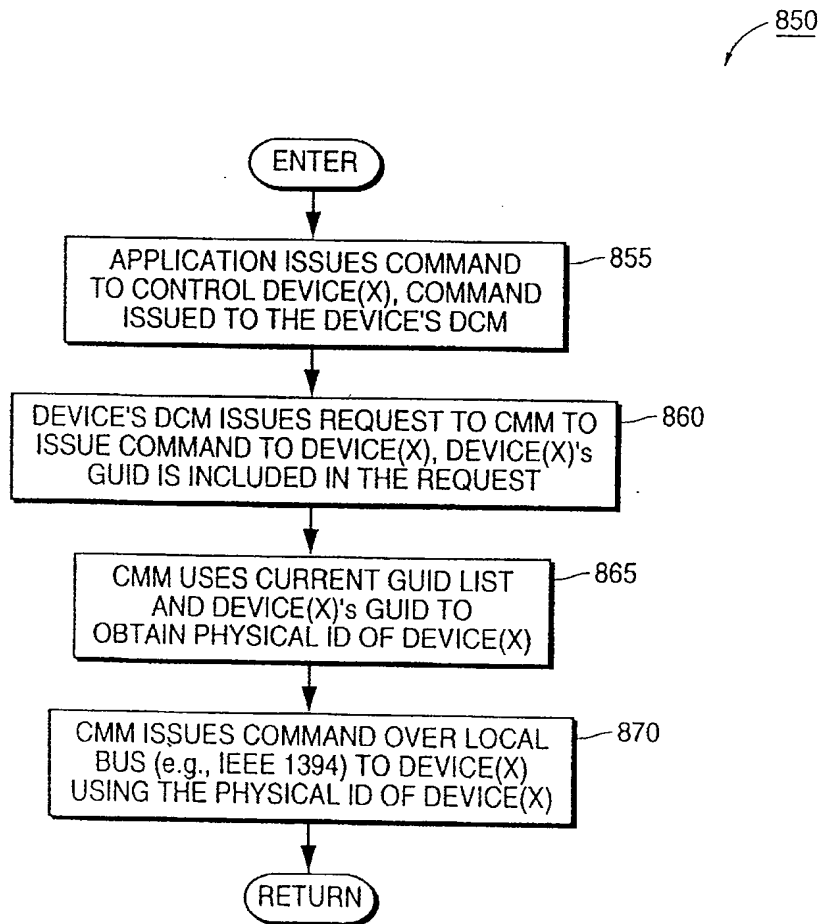 850
ENTER
APPLICATION ISSUES COMMAND
TO CONTROL DEVICE(X), COMMAND
ISSUED TO THE DEVICE'S DCM
855
DEVICE'S DCM ISSUES REQUEST TO CMM TO
ISSUE COMMAND TO DEVICE(X), DEVICE(X)'s
GUID IS INCLUDED IN THE REQUEST
860
CMM USES CURRENT GUID LIST
AND DEVICE(X)'s GUID TO
OBTAIN PHYSICAL ID OF DEVICE(X)
865
CMM ISSUES COMMAND OVER LOCAL
BUS (e.g., IEEE 1394) TO DEVICE(X)
USING THE PHYSICAL ID OF DEVICE(X)
870
RETURN